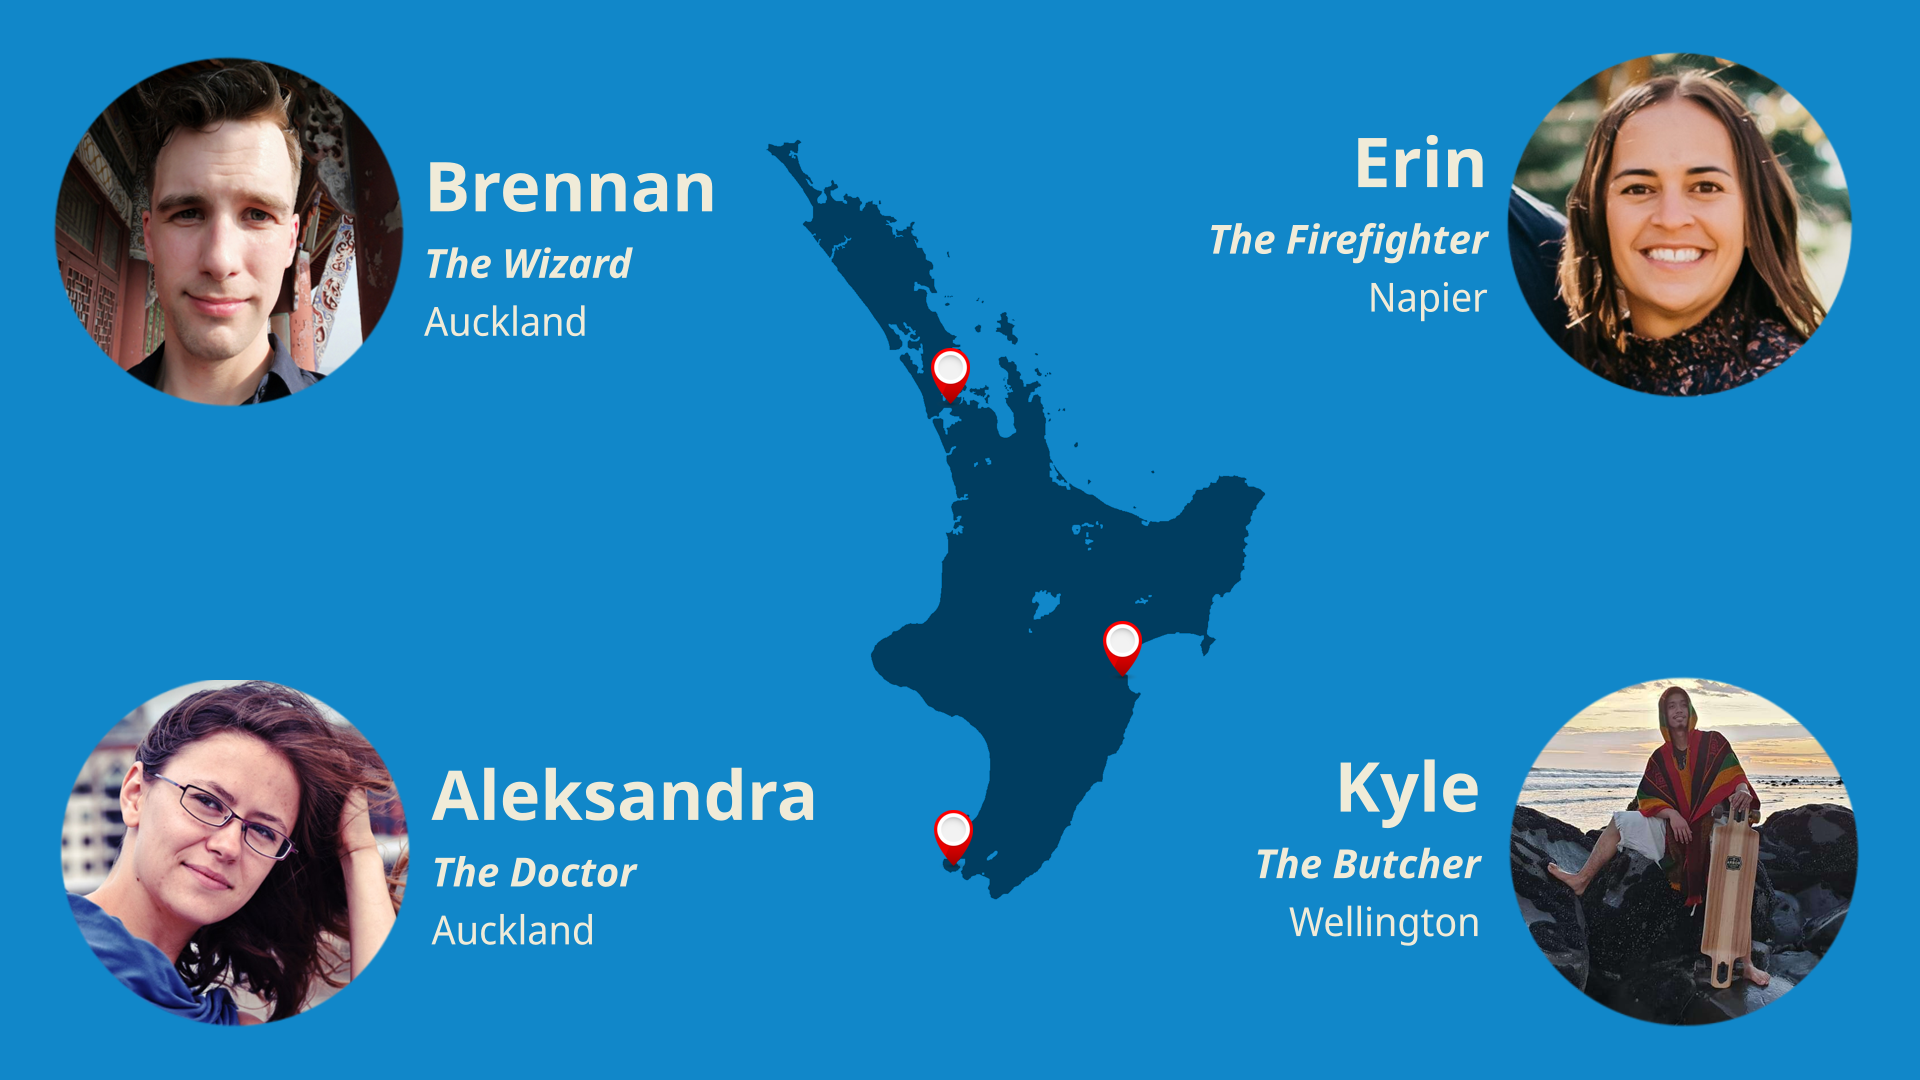 Brennan
The Wizard
Auckland
Erin
The Firefighter
Napier
Aleksandra
The Doctor
Auckland
Kyle
The Butcher
Wellington